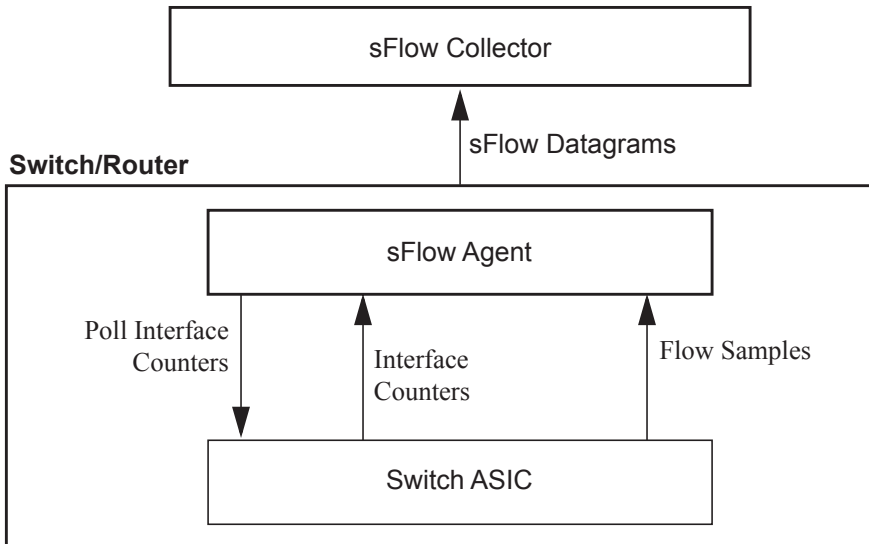 sFlow Collector
sFlow Datagrams
Switch/Router
sFlow Agent
Poll Interface
Counters
Interface
Counters
Flow Samples
Switch ASIC